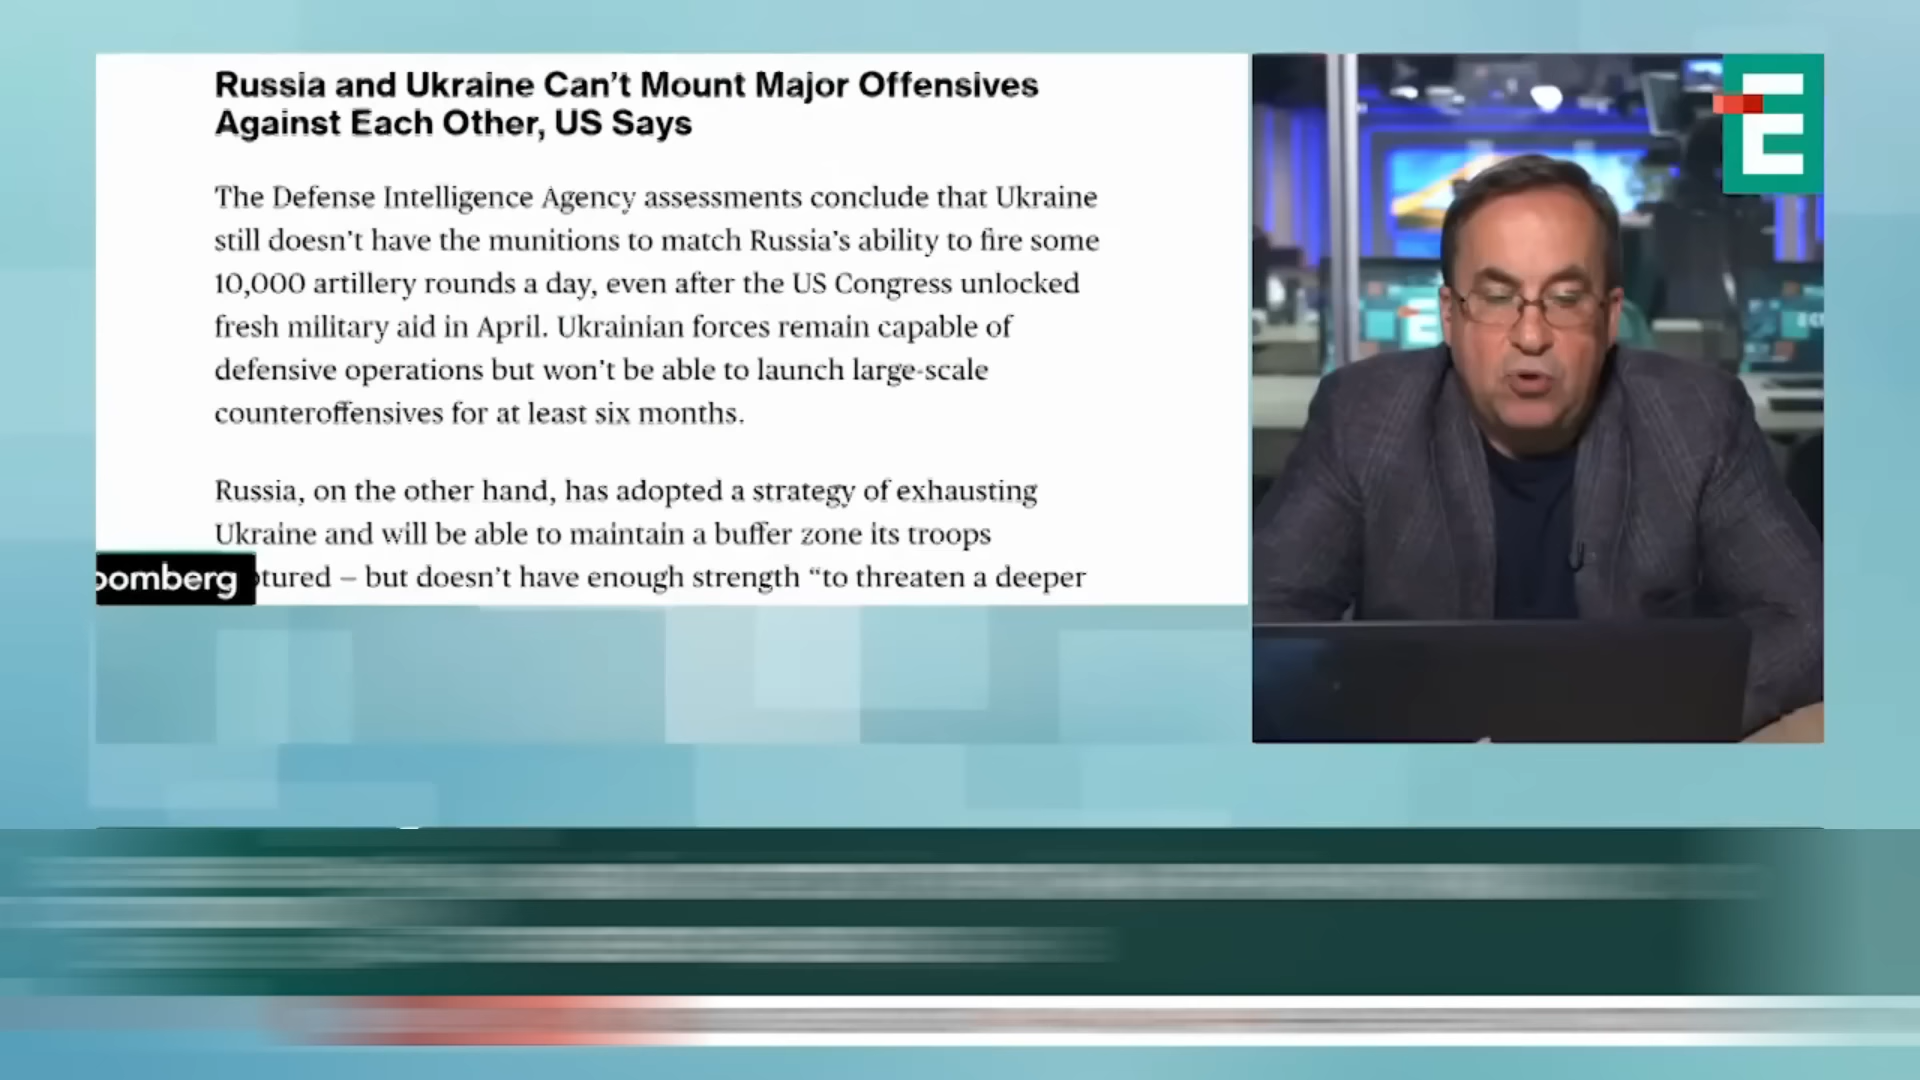 Russia and Ukraine Can't Mount Major Offensives
Against Each Other, US Says
The Defense Intelligence Agency assessments conclude that Ukraine
still doesn't have the munitions to match Russia's ability to fire some
10,000 artillery rounds a day, even after the US Congress unlocked
fresh military aid in April. Ukrainian forces remain capable of
defensive operations but won't be able to launch large-scale
counteroffensives for at least six months.
Russia, on the other hand, has adopted a strategy of exhausting
Ukraine and will be able to maintain a buffer zone its troops
ptured – but doesn't have enough strength “to threaten a deeper
oomberg
E